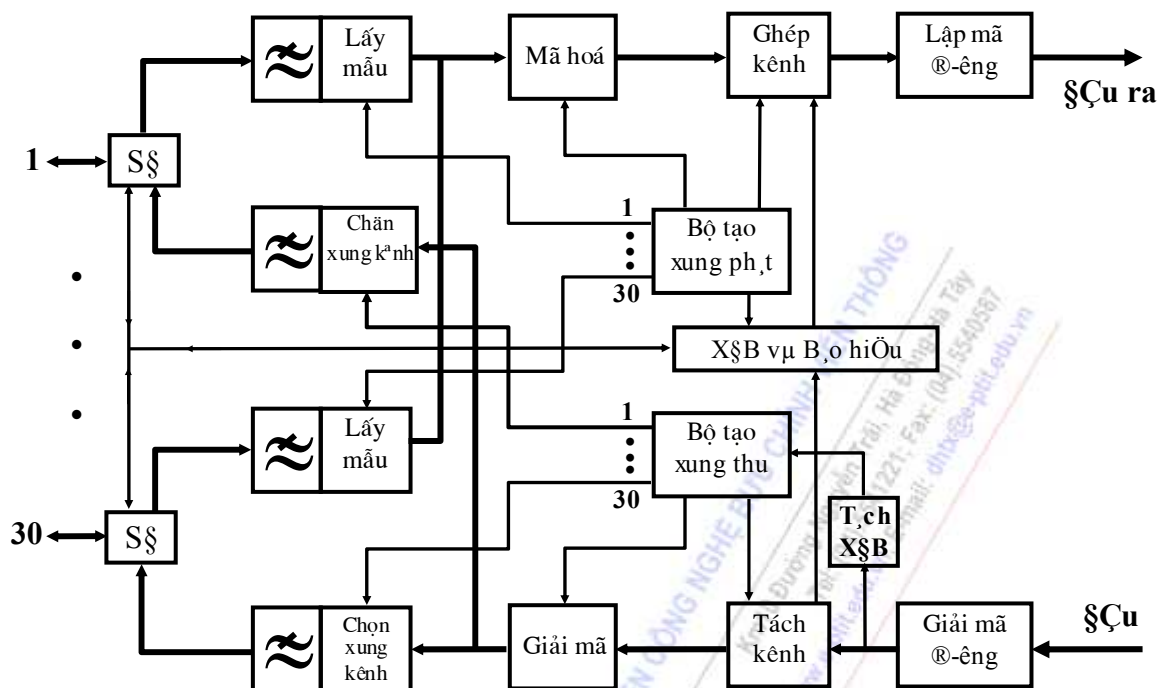 Lấy
mẫu
Mã hoá
Ghép
kênh
Lập mã
®-êng
§Çu ra
1
S§
Chän
xung kªnh
1
30
Bộ tạo
xung ph¸t
X§B vµ B¸o hiÖu
Lấy
mẫu
1
30
Bộ tạo
xung thu
T¸ch
X§B
30
S§
Chọn
xung
kênh
Giải mã
Tách
kênh
Giải mã
®-êng
§Çu